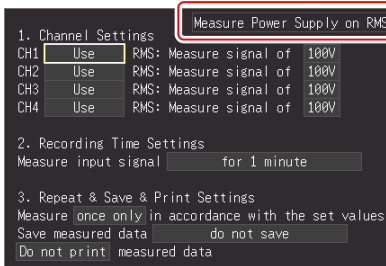 Measure Power Supply on RMS
1. Channel Settings
CH1 Use RMS: Measure signal of 100V
CH2 Use RMS: Measure signal of 100V
CH3 Use RMS: Measure signal of 100V
CH4 Use RMS: Measure signal of 100V
2. Recording Time Settings
Measure input signal for 1 minute
3. Repeat & Save & Print Settings
Measure once only in accordance with the set values
Save measured data do not save
Do not print measured data